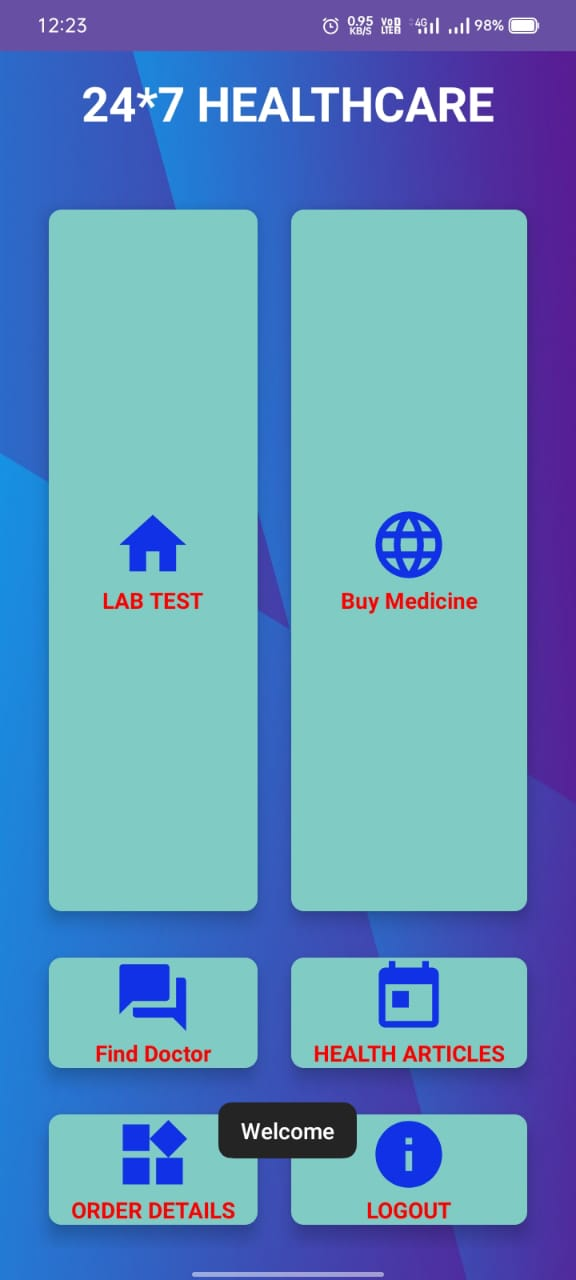 12:23
0.95 KB/S
Vo LTE
4G
98%
24*7 HEALTHCARE
LAB TEST
Buy Medicine
Find Doctor
HEALTH ARTICLES
Welcome
ORDER DETAILS
LOGOUT